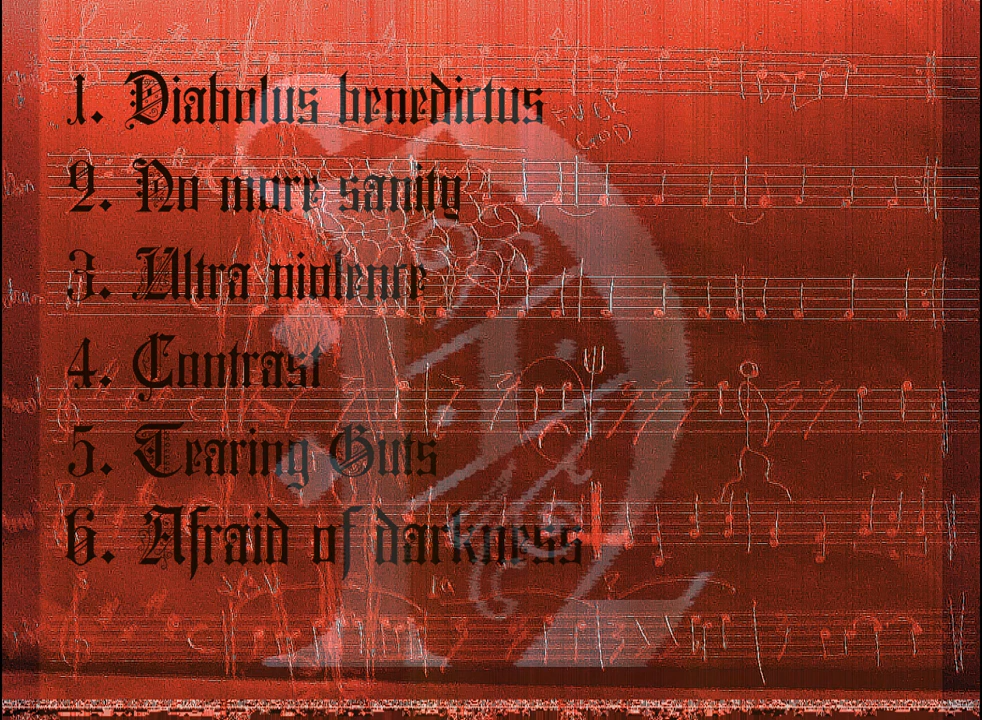 1. Diabolus benedictus
FUCK
GOD
2. No more sanity
3. Ultra violence
4. Contrast
5. Tearing Guts
6. Afraid of darkness
1a